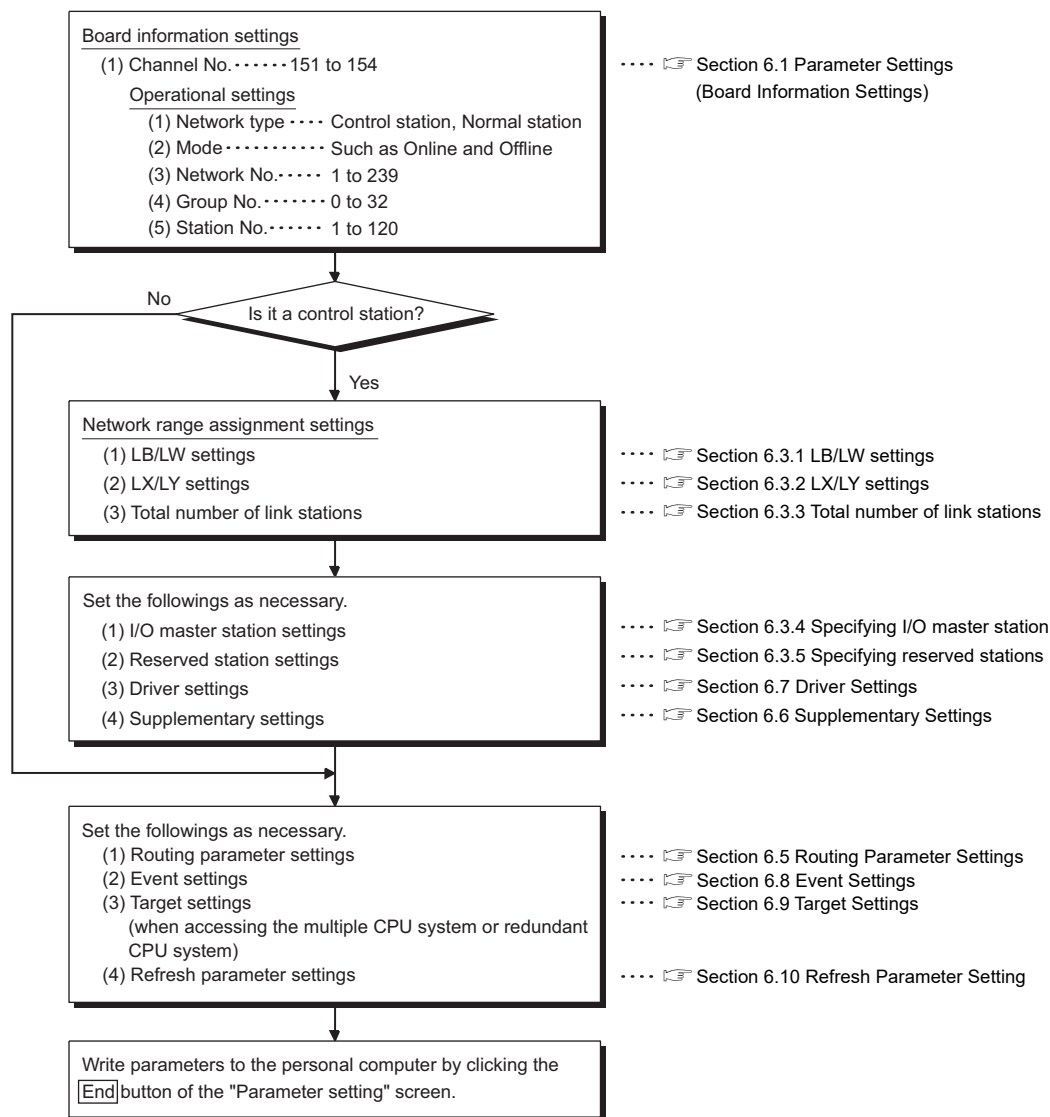 Board information settings
(1) Channel No.······151 to 154 ···· ☞ Section 6.1 Parameter Settings
(Board Information Settings)
Operational settings
(1) Network type ···· Control station, Normal station
(2) Mode··········· Such as Online and Offline
(3) Network No.····· 1 to 239
(4) Group No.······· 0 to 32
(5) Station No.······ 1 to 120
No
Is it a control station?
Yes
Network range assignment settings
(1) LB/LW settings ···· ☞ Section 6.3.1 LB/LW settings
(2) LX/LY settings ···· ☞ Section 6.3.2 LX/LY settings
(3) Total number of link stations ···· ☞ Section 6.3.3 Total number of link stations
Set the followings as necessary.
(1) I/O master station settings ···· ☞ Section 6.3.4 Specifying I/O master station
(2) Reserved station settings ···· ☞ Section 6.3.5 Specifying reserved stations
(3) Driver settings ···· ☞ Section 6.7 Driver Settings
(4) Supplementary settings ···· ☞ Section 6.6 Supplementary Settings
Set the followings as necessary.
(1) Routing parameter settings ···· ☞ Section 6.5 Routing Parameter Settings
(2) Event settings ···· ☞ Section 6.8 Event Settings
(3) Target settings ···· ☞ Section 6.9 Target Settings
(when accessing the multiple CPU system or redundant
CPU system)
(4) Refresh parameter settings ···· ☞ Section 6.10 Refresh Parameter Setting
Write parameters to the personal computer by clicking the
End button of the "Parameter setting" screen.